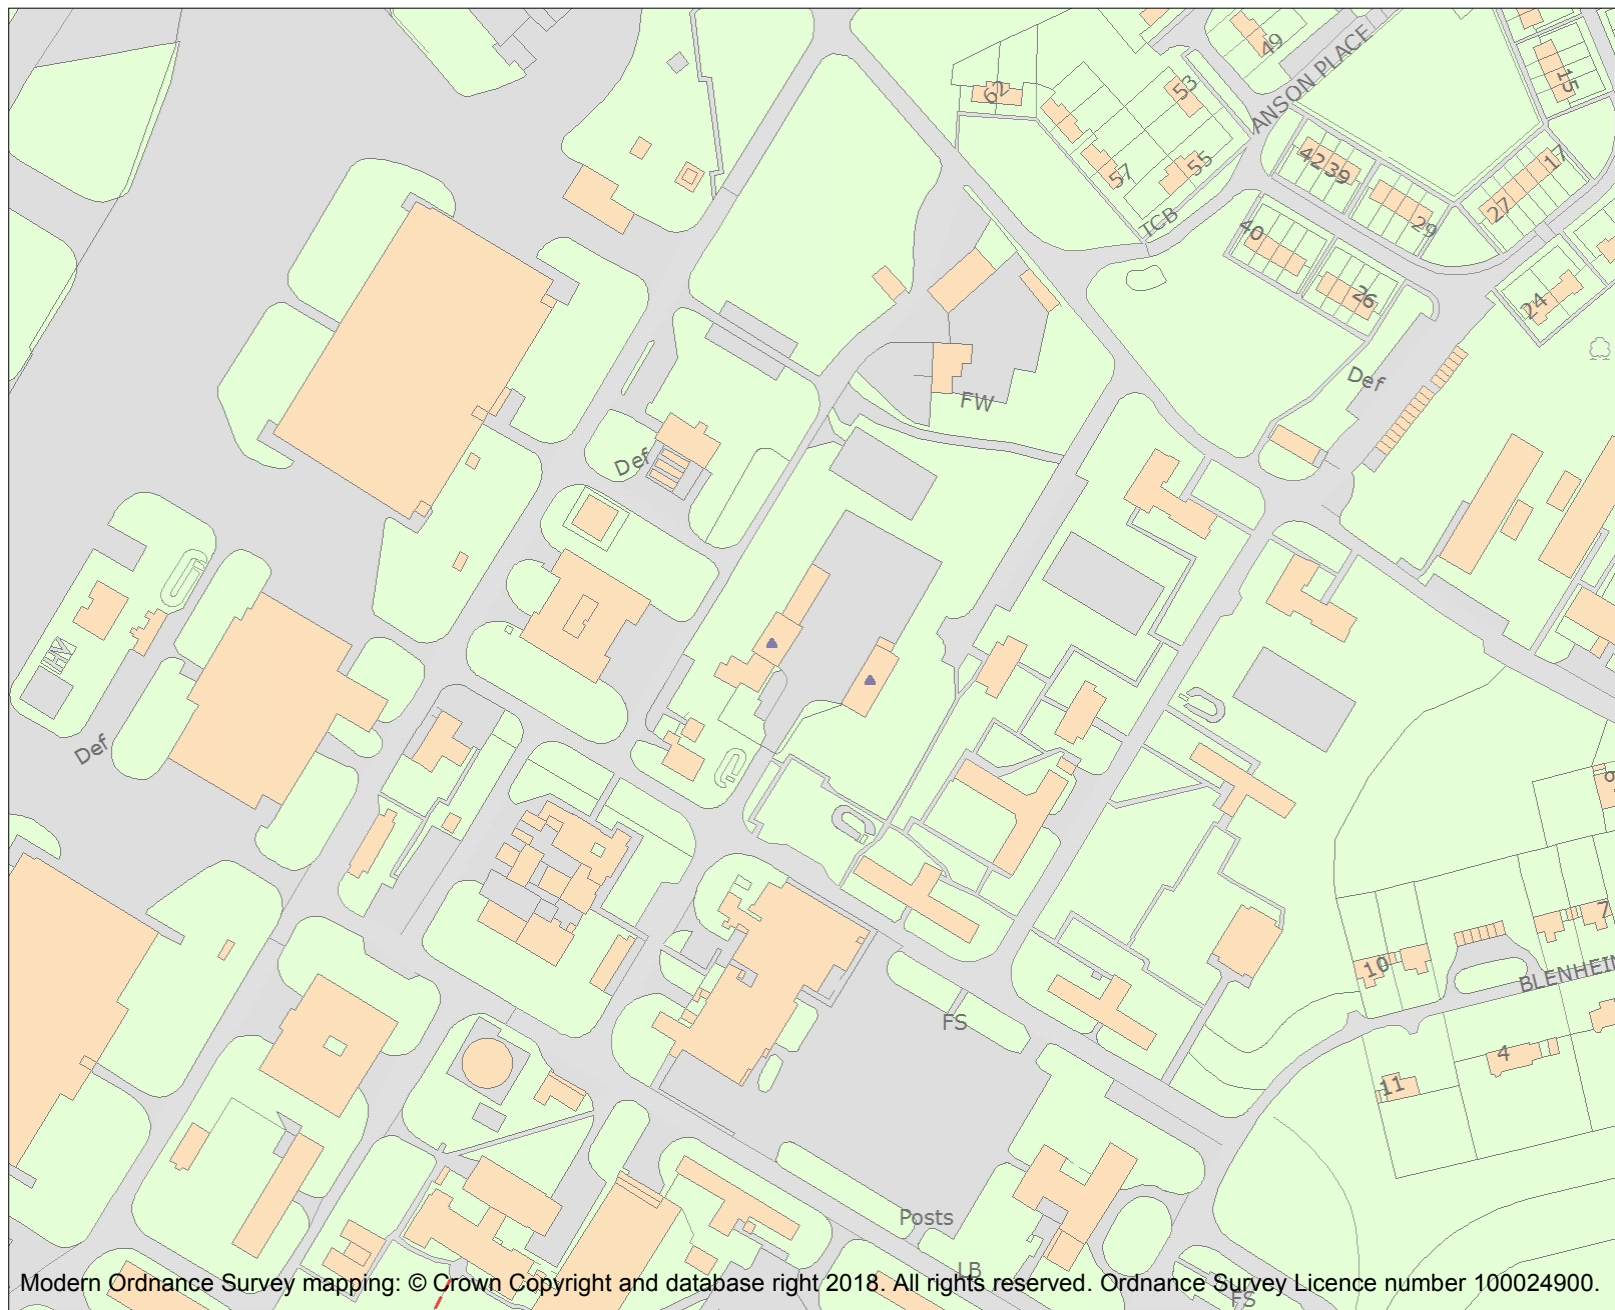 49
ANSON PLACE
15
62
53
57
55
TCB
42
39
17
27
29
40
26
24
Def
FW
Def
Def
9
7
10
BLENHEIM
FS
4
11
Posts
LB
FS
Modern Ordnance Survey mapping: © Crown Copyright and database right 2018. All rights reserved. Ordnance Survey Licence number 100024900.